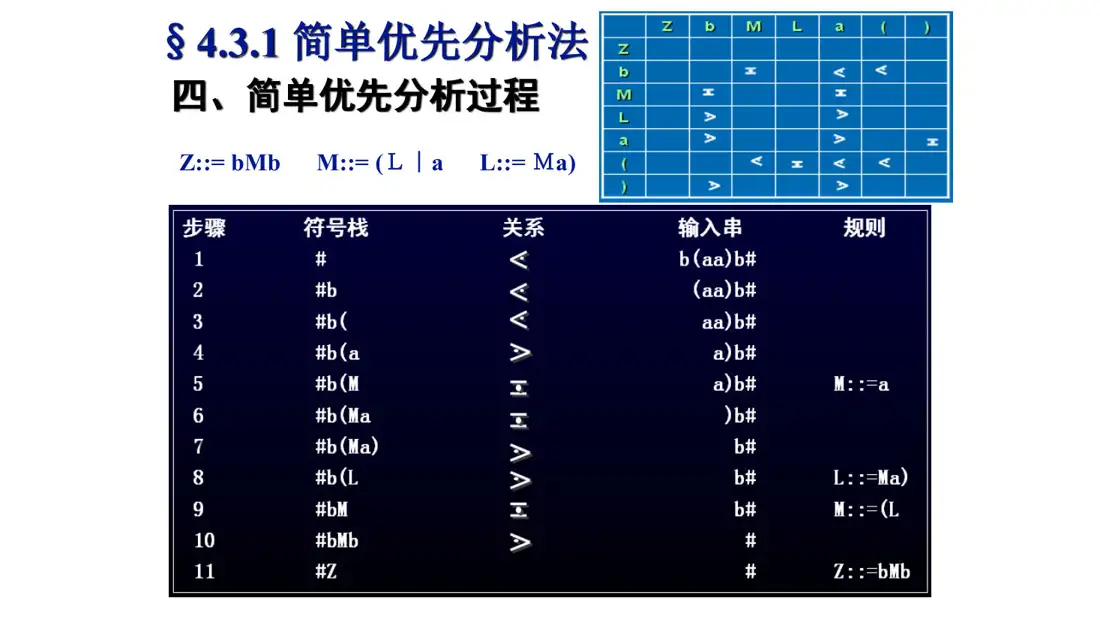 §4.3.1 简单优先分析法
四、简单优先分析过程
Z::= bMb M::= (L | a L::= Ma)
Z b M L a ( )
Z
b ≖ ⋖ ⋖
M ≖ ≖
L ⋗ ⋗
a ⋗ ⋗ ≖
( ⋖ ≖ ⋖ ⋖
) ⋗ ⋗
步骤 符号栈 关系 输入串 规则
1 # ⋖ b(aa)b#
2 #b ⋖ (aa)b#
3 #b( ⋖ aa)b#
4 #b(a ⋗ a)b#
5 #b(M ≖ a)b# M::=a
6 #b(Ma ≖ )b#
7 #b(Ma) ⋗ b#
8 #b(L ⋗ b# L::=Ma)
9 #bM ≖ b# M::=(L
10 #bMb ⋗ #
11 #Z # Z::=bMb